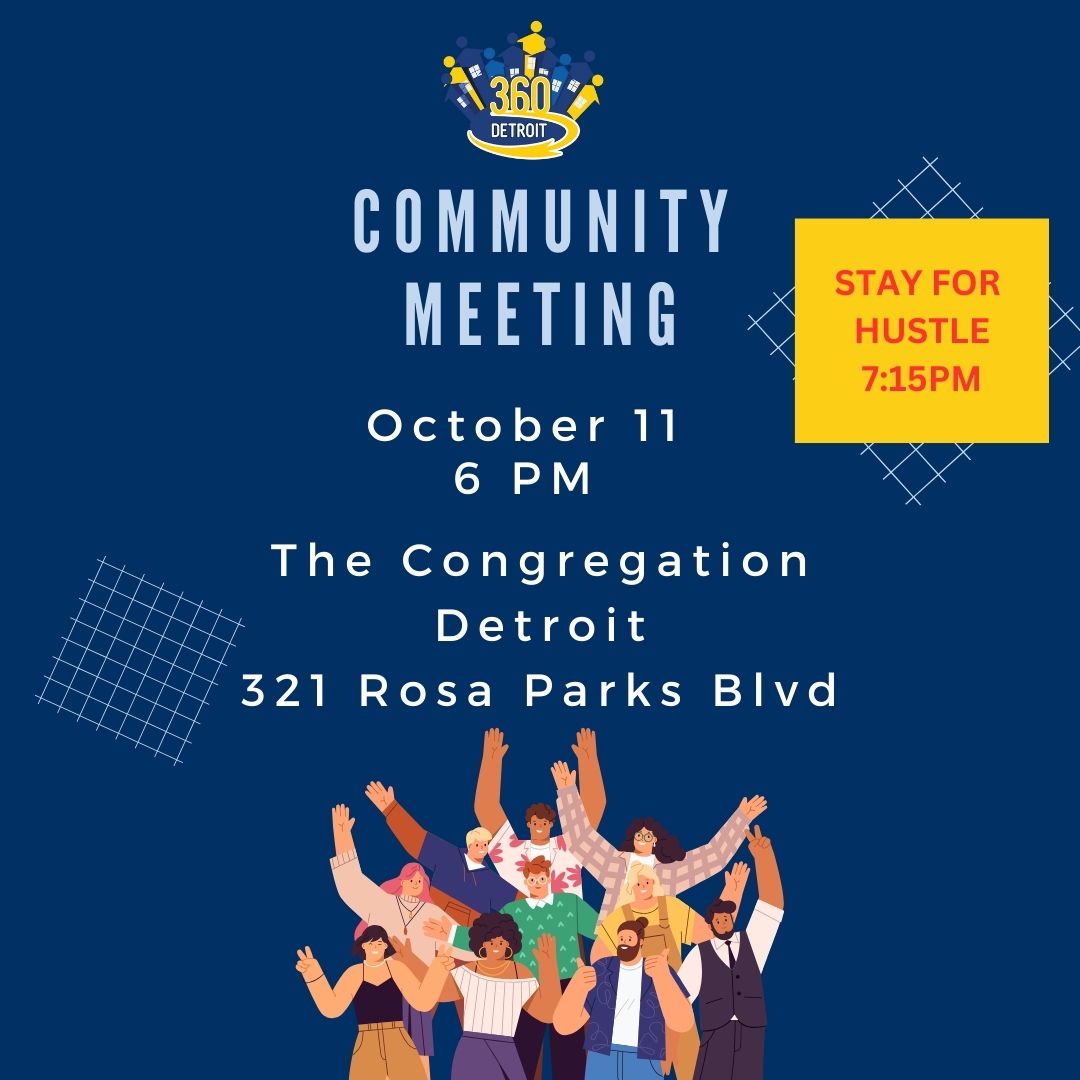 360
DETROIT
COMMUNITY
MEETING
STAY FOR
HUSTLE
7:15PM
October 11
6 PM
The Congregation
Detroit
321 Rosa Parks Blvd